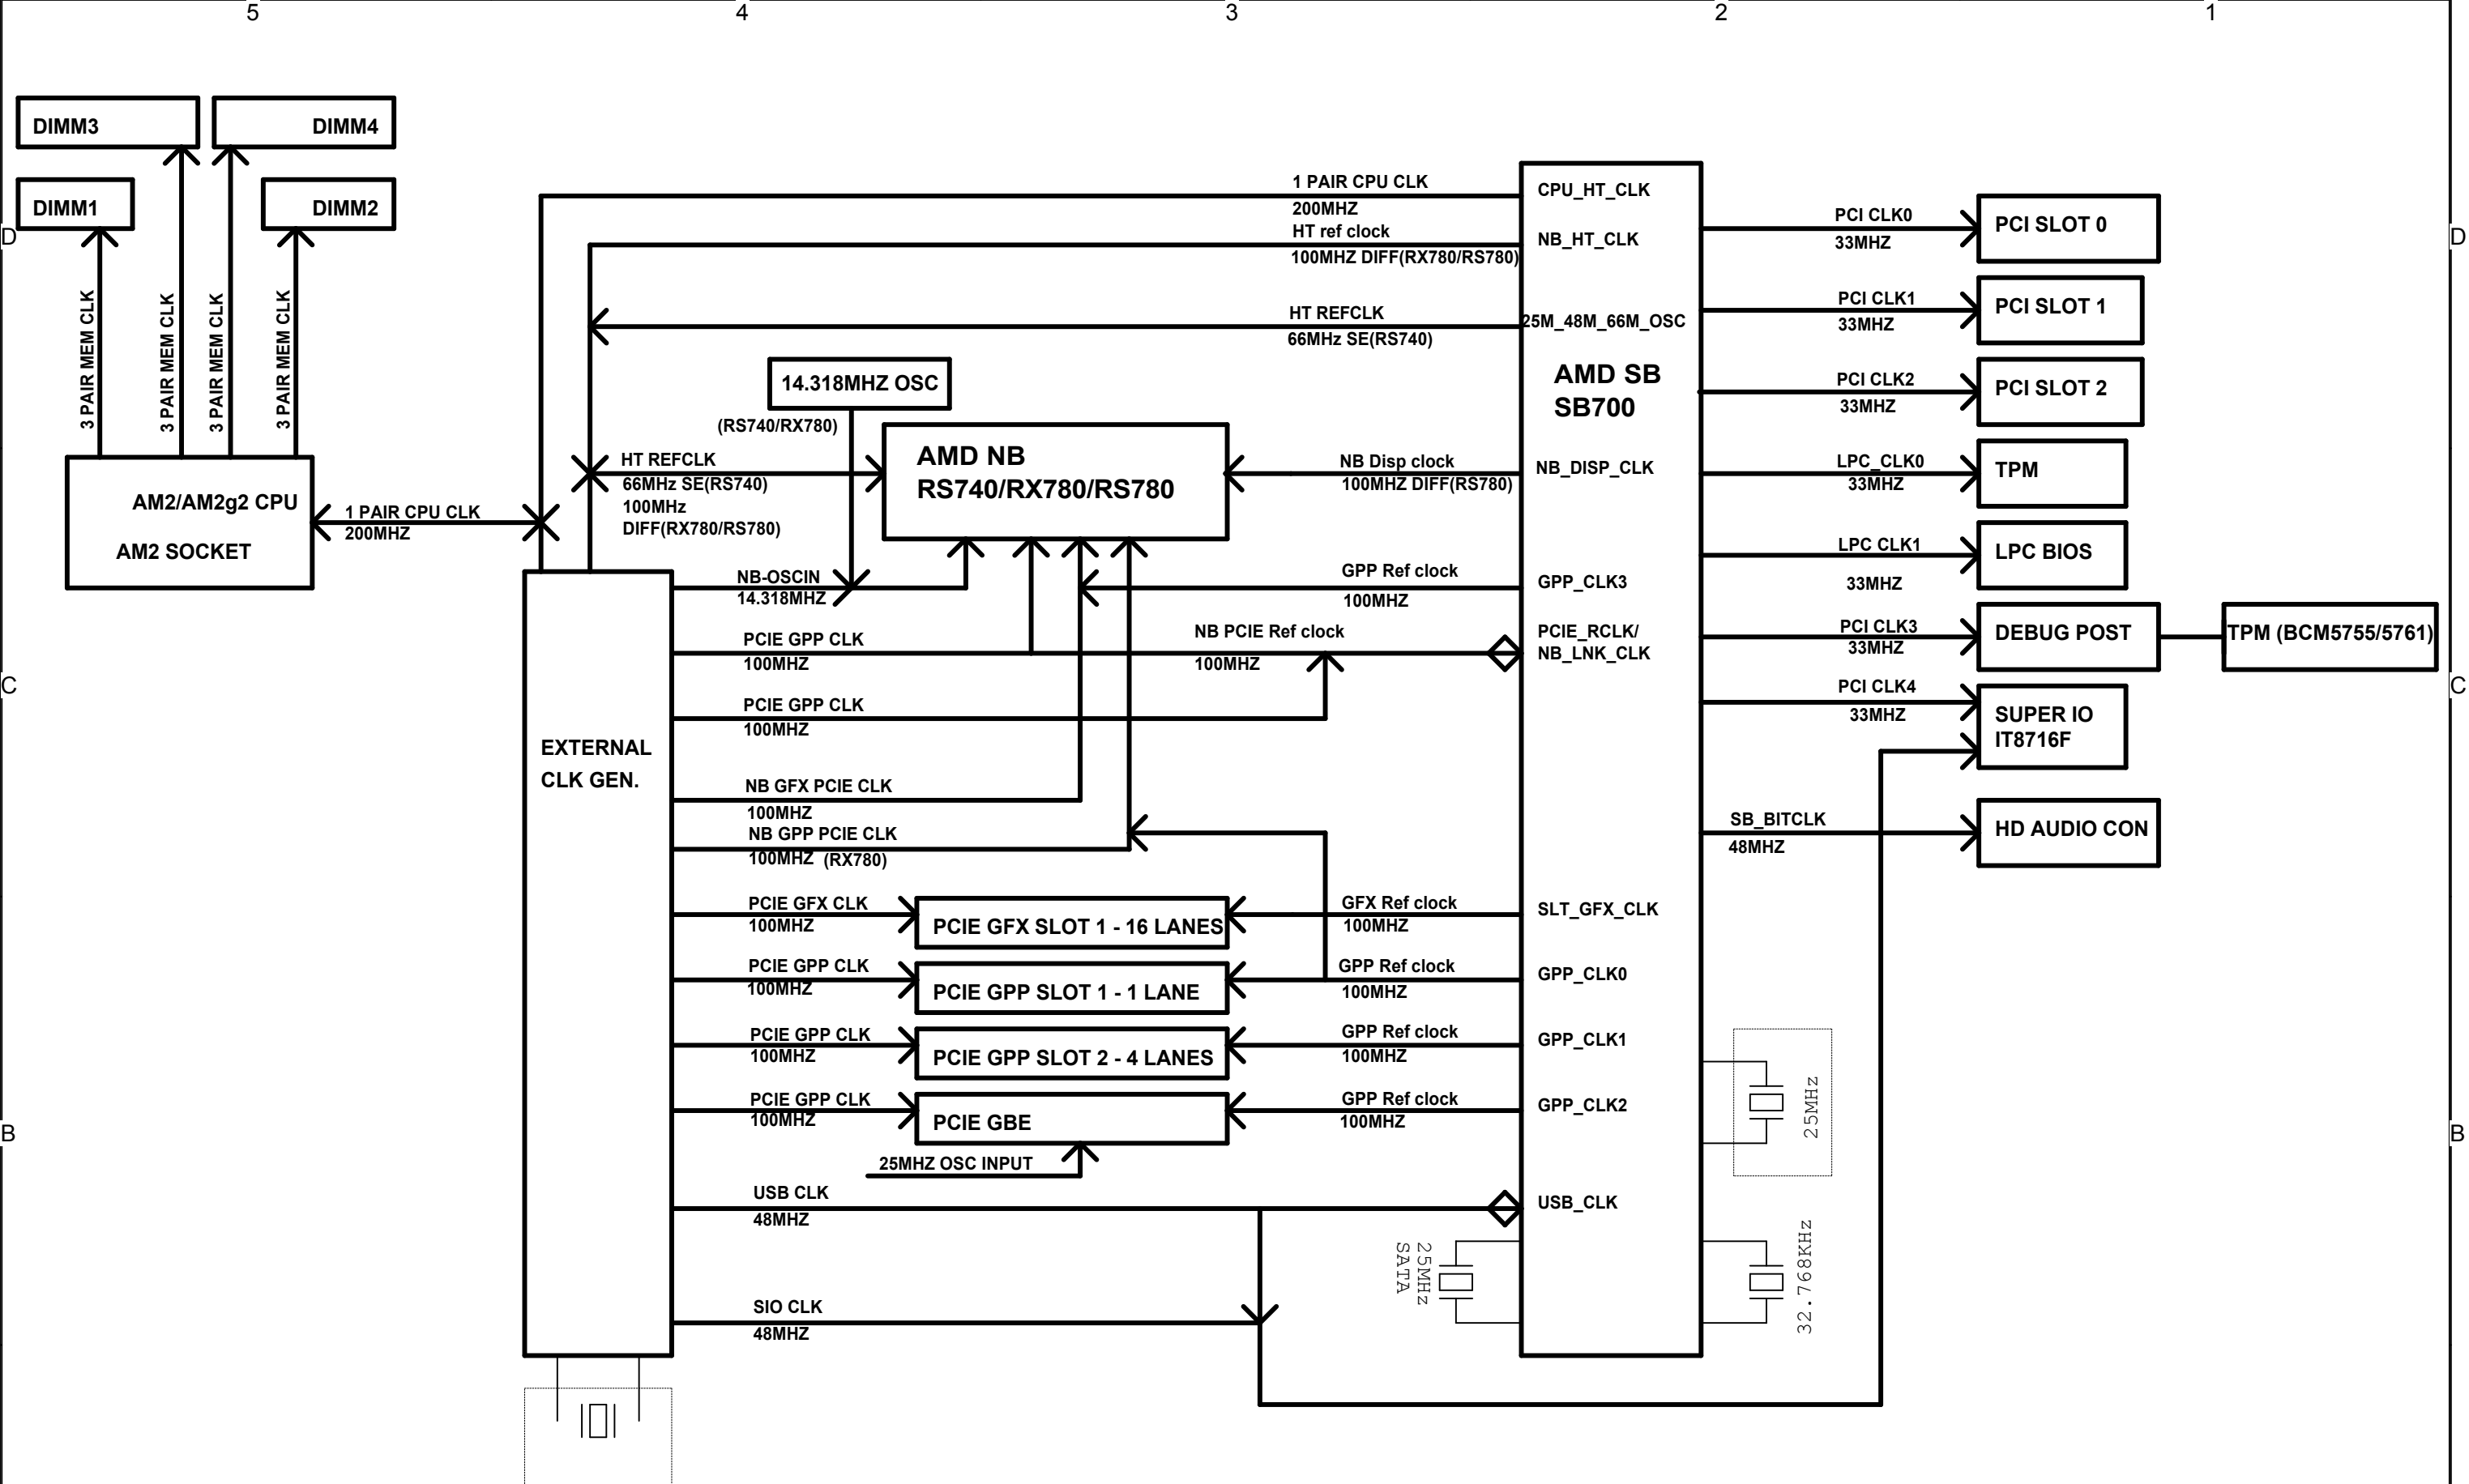 5
4
3
2
1
D
D
C
C
B
B
DIMM3
DIMM4
DIMM1
DIMM2
3 PAIR MEM CLK
3 PAIR MEM CLK
3 PAIR MEM CLK
3 PAIR MEM CLK
AM2/AM2g2 CPU
AM2 SOCKET
1 PAIR CPU CLK
200MHZ
1 PAIR CPU CLK
200MHZ
HT ref clock
100MHZ DIFF(RX780/RS780)
HT REFCLK
66MHz SE(RS740)
14.318MHZ OSC
(RS740/RX780)
HT REFCLK
66MHz SE(RS740)
100MHz
DIFF(RX780/RS780)
AMD NB
RS740/RX780/RS780
NB Disp clock
100MHZ DIFF(RS780)
EXTERNAL
CLK GEN.
NB-OSCIN
14.318MHZ
GPP Ref clock
100MHZ
PCIE GPP CLK
100MHZ
NB PCIE Ref clock
100MHZ
PCIE GPP CLK
100MHZ
NB GFX PCIE CLK
100MHZ
NB GPP PCIE CLK
100MHZ (RX780)
PCIE GFX CLK
100MHZ
PCIE GFX SLOT 1 - 16 LANES
GFX Ref clock
100MHZ
PCIE GPP CLK
100MHZ
PCIE GPP SLOT 1 - 1 LANE
GPP Ref clock
100MHZ
PCIE GPP CLK
100MHZ
PCIE GPP SLOT 2 - 4 LANES
GPP Ref clock
100MHZ
PCIE GPP CLK
100MHZ
PCIE GBE
GPP Ref clock
100MHZ
25MHZ OSC INPUT
USB CLK
48MHZ
SIO CLK
48MHZ
CPU_HT_CLK
NB_HT_CLK
25M_48M_66M_OSC
AMD SB
SB700
NB_DISP_CLK
GPP_CLK3
PCIE_RCLK/
NB_LNK_CLK
SLT_GFX_CLK
GPP_CLK0
GPP_CLK1
GPP_CLK2
USB_CLK
25MHz
SATA
25MHz
32.768KHz
PCI CLK0
33MHZ
PCI SLOT 0
PCI CLK1
33MHZ
PCI SLOT 1
PCI CLK2
33MHZ
PCI SLOT 2
LPC_CLK0
33MHZ
TPM
LPC CLK1
33MHZ
LPC BIOS
PCI CLK3
33MHZ
DEBUG POST
TPM (BCM5755/5761)
PCI CLK4
33MHZ
SUPER IO
IT8716F
SB_BITCLK
48MHZ
HD AUDIO CON